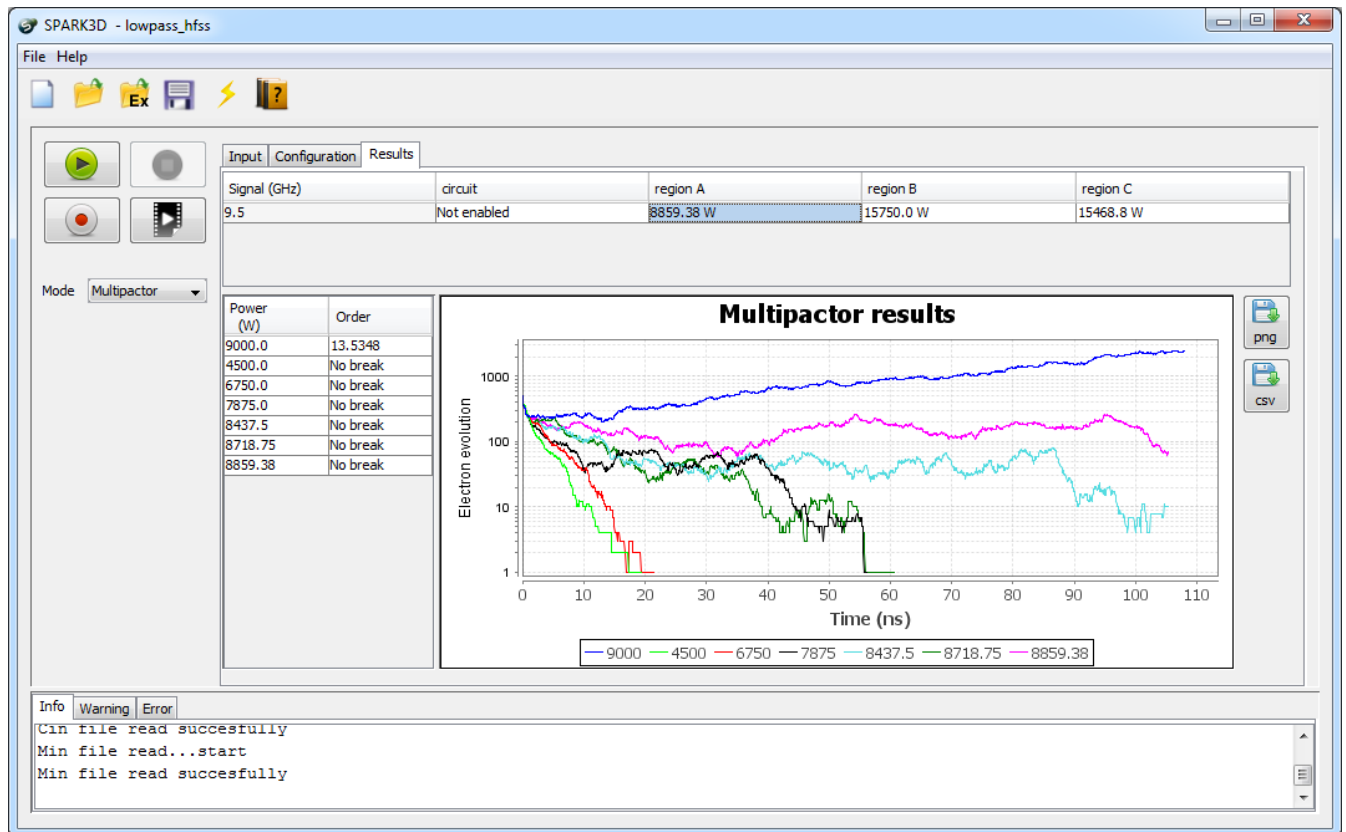 SPARK3D - lowpass_hfss
File Help
Ex
?
Input Configuration Results
Signal (GHz) circuit region A region B region C
9.5 Not enabled 8859.38 W 15750.0 W 15468.8 W
Mode Multipactor
Power (W) Order
9000.0 13.5348
4500.0 No break
6750.0 No break
7875.0 No break
8437.5 No break
8718.75 No break
8859.38 No break
Multipactor results
Electron evolution
1000
100
10
1
0 10 20 30 40 50 60 70 80 90 100 110
Time (ns)
9000 4500 6750 7875 8437.5 8718.75 8859.38
png
csv
Info Warning Error
Cin file read succesfully
Min file read...start
Min file read succesfully